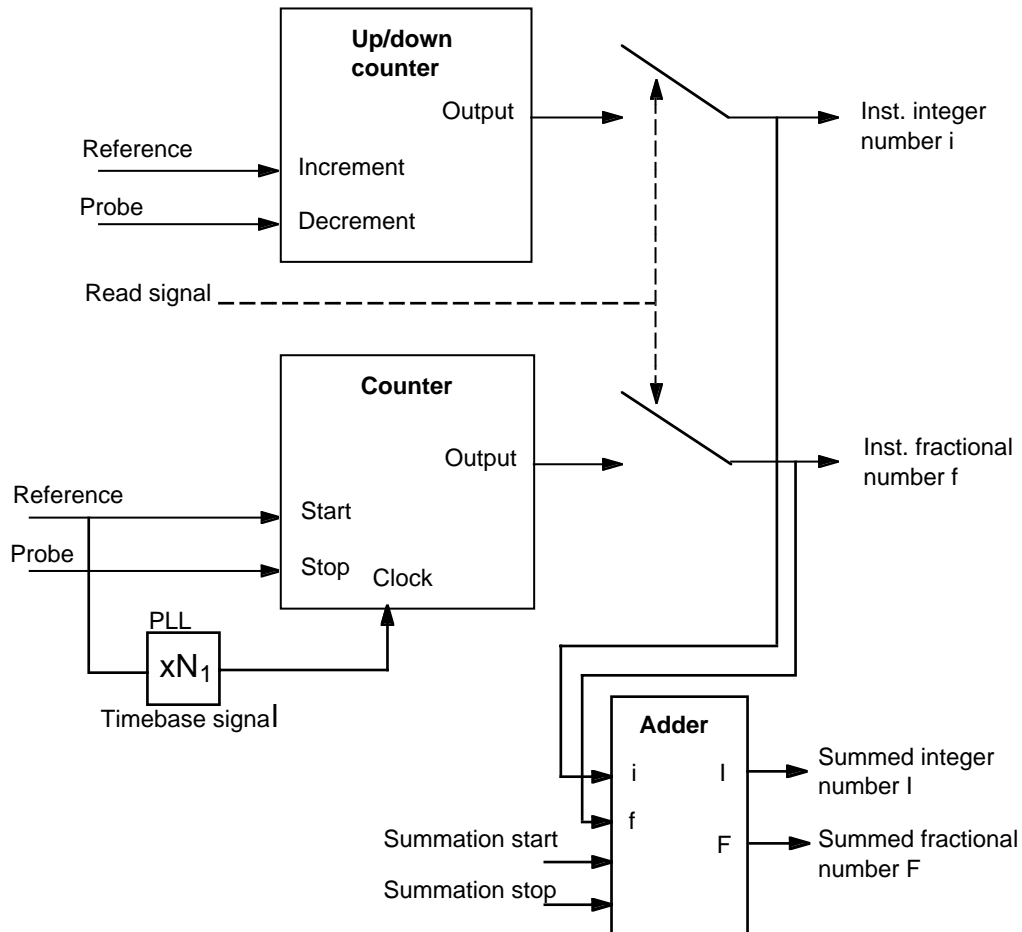 Up/down
counter
Output
Inst. integer
number i
Reference
Increment
Probe
Decrement
Read signal
Counter
Output
Inst. fractional
number f
Reference
Start
Probe
Stop
Clock
PLL
xN1
Timebase signal
Adder
i
I
Summed integer
number I
f
F
Summed fractional
number F
Summation start
Summation stop